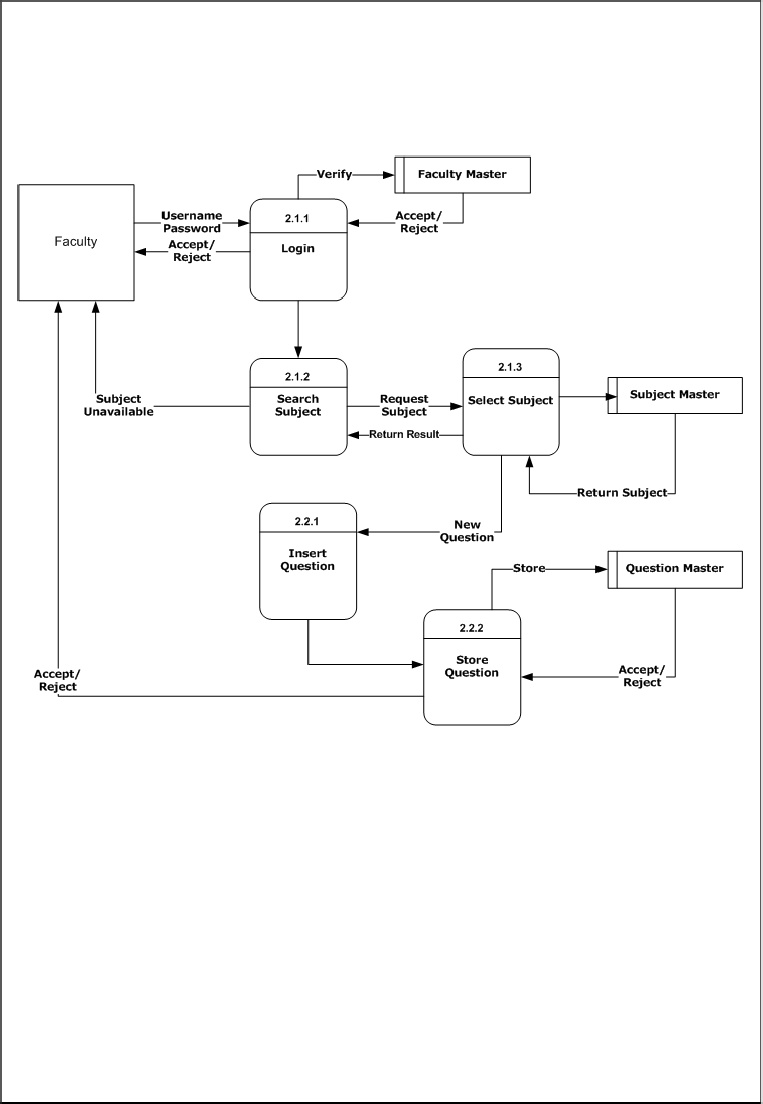 Verify
Faculty Master
2.1.1
Username
Password
Accept/
Reject
Faculty
Accept/
Reject
Login
2.1.2
2.1.3
Search
Subject
Subject
Unavailable
Request
Subject
Select Subject
Subject Master
Return Result
Return Subject
2.2.1
New
Question
Insert
Question
Store
Question Master
2.2.2
Store
Question
Accept/
Reject
Accept/
Reject